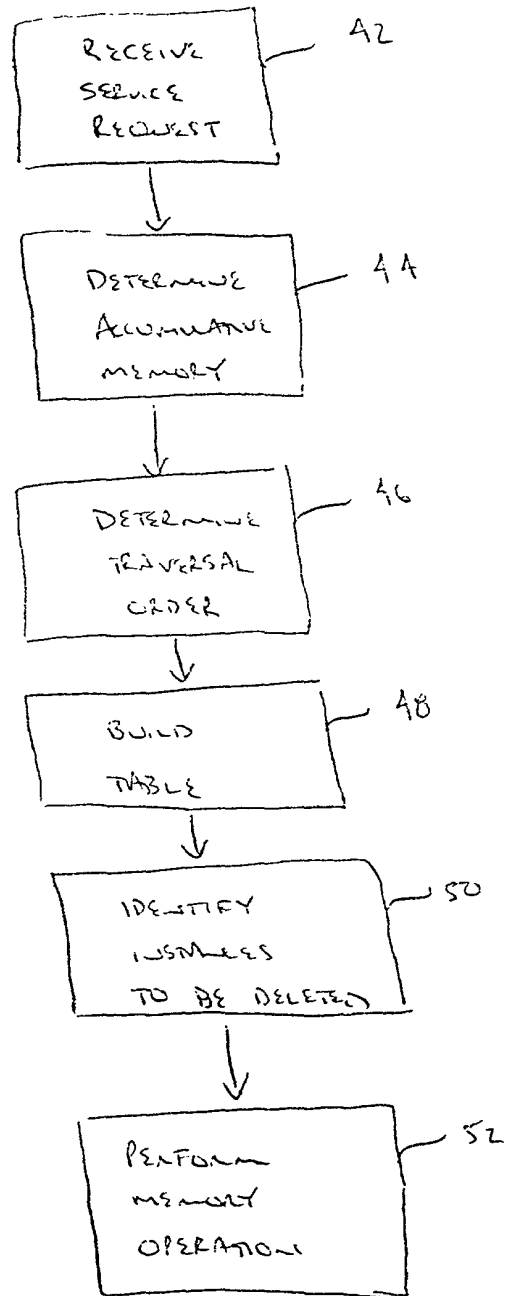 RECEIVE
42
SERVICE
REQUEST
DETERMINE
44
ACCUMULATIVE
MEMORY
DETERMINE
46
TRAVERSAL
ORDER
BUILD
48
TABLE
IDENTIFY
50
INSTANCES
TO BE DELETED
PERFORM
52
MEMORY
OPERATION